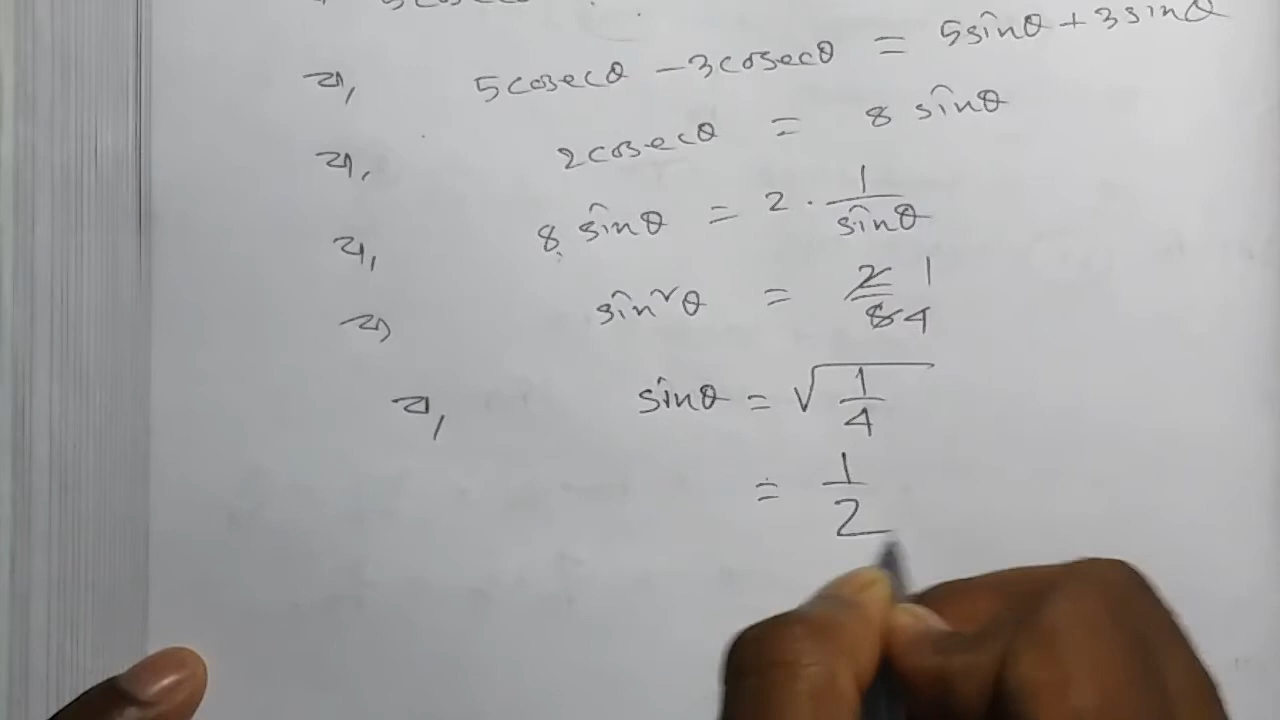 বা, 5cosecθ - 3cosecθ = 5sinθ + 3sinθ
বা, 2cosecθ = 8 sinθ
বা, 8 sinθ = 2 · 1/sinθ
বা, sin²θ = 2/8 1/4
বা, sinθ = √(1/4)
= 1/2